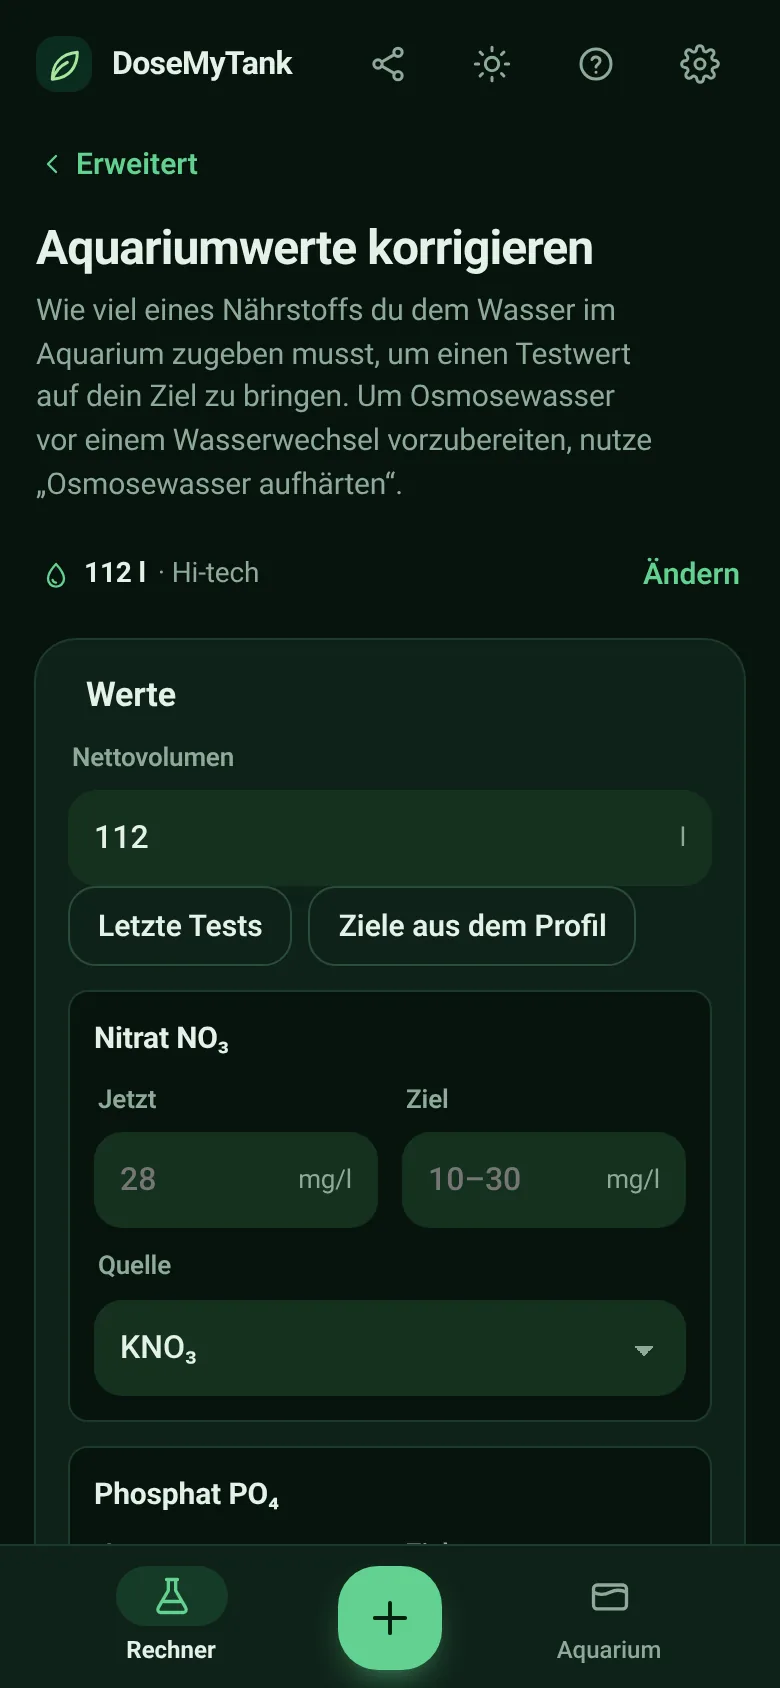 DoseMyTank
Erweitert
Aquariumwerte korrigieren
Wie viel eines Nährstoffs du dem Wasser im
Aquarium zugeben musst, um einen Testwert
auf dein Ziel zu bringen. Um Osmosewasser
vor einem Wasserwechsel vorzubereiten, nutze
„Osmosewasser aufhärten“.
112 l · Hi-tech
Ändern
Werte
Nettovolumen
112 l
Letzte Tests
Ziele aus dem Profil
Nitrat NO₃
Jetzt
Ziel
28 mg/l
10–30 mg/l
Quelle
KNO₃
Phosphat PO₄
Rechner
Aquarium